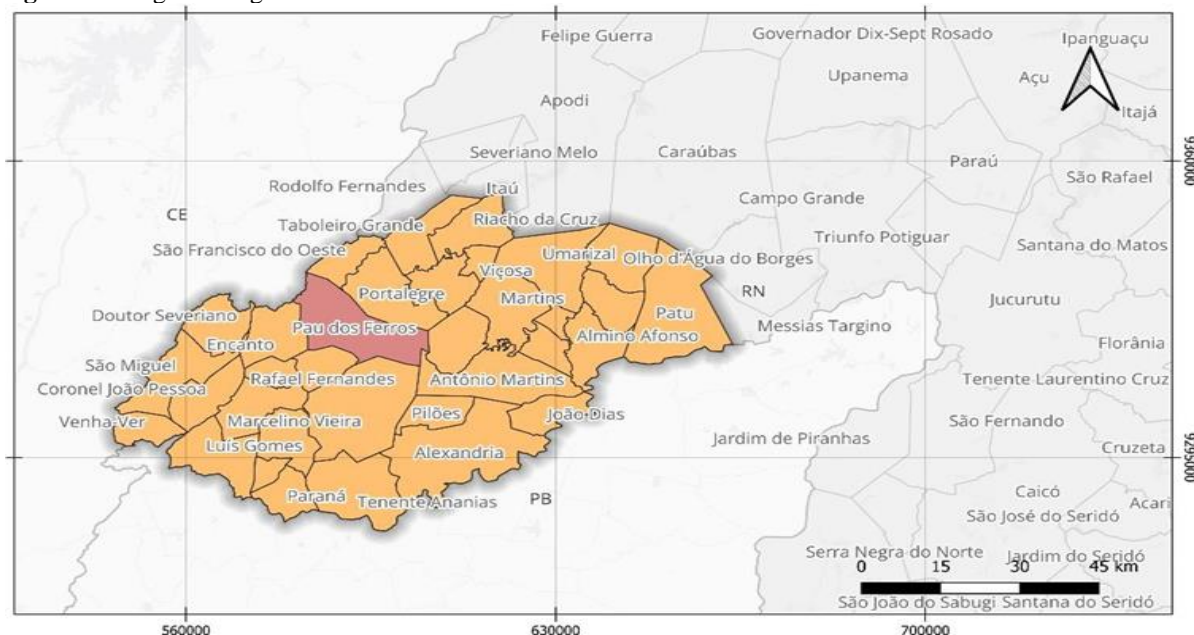 Felipe Guerra
Governador Dix-Sept Rosado
Ipanguaçu
Upanema
Açu
Apodi
Itajá
Severiano Melo
Caraúbas
Paraú
9360000
São Rafael
Rodolfo Fernandes
Itaú
Campo Grande
CE
Taboleiro Grande
Riacho da Cruz
Triunfo Potiguar
Santana do Matos
São Francisco do Oeste
Umarizal
Olho d'Água do Borges
Viçosa
Portalegre
Martins
RN
Jucurutu
Doutor Severiano
Pau dos Ferros
Patu
Messias Targino
Encanto
Almino Afonso
Florânia
São Miguel
Rafael Fernandes
Antônio Martins
Tenente Laurentino Cruz
Coronel João Pessoa
Venha-Ver
Marcelino Vieira
Pilões
João Dias
São Fernando
Luís Gomes
Alexandria
Jardim de Piranhas
Cruzeta
9295000
Paraná
Tenente Ananias
PB
Caicó
Acari
São José do Seridó
Serra Negra do Norte
Jardim do Seridó
0 15 30 45 km
São João do Sabugi
Santana do Seridó
560000
630000
700000